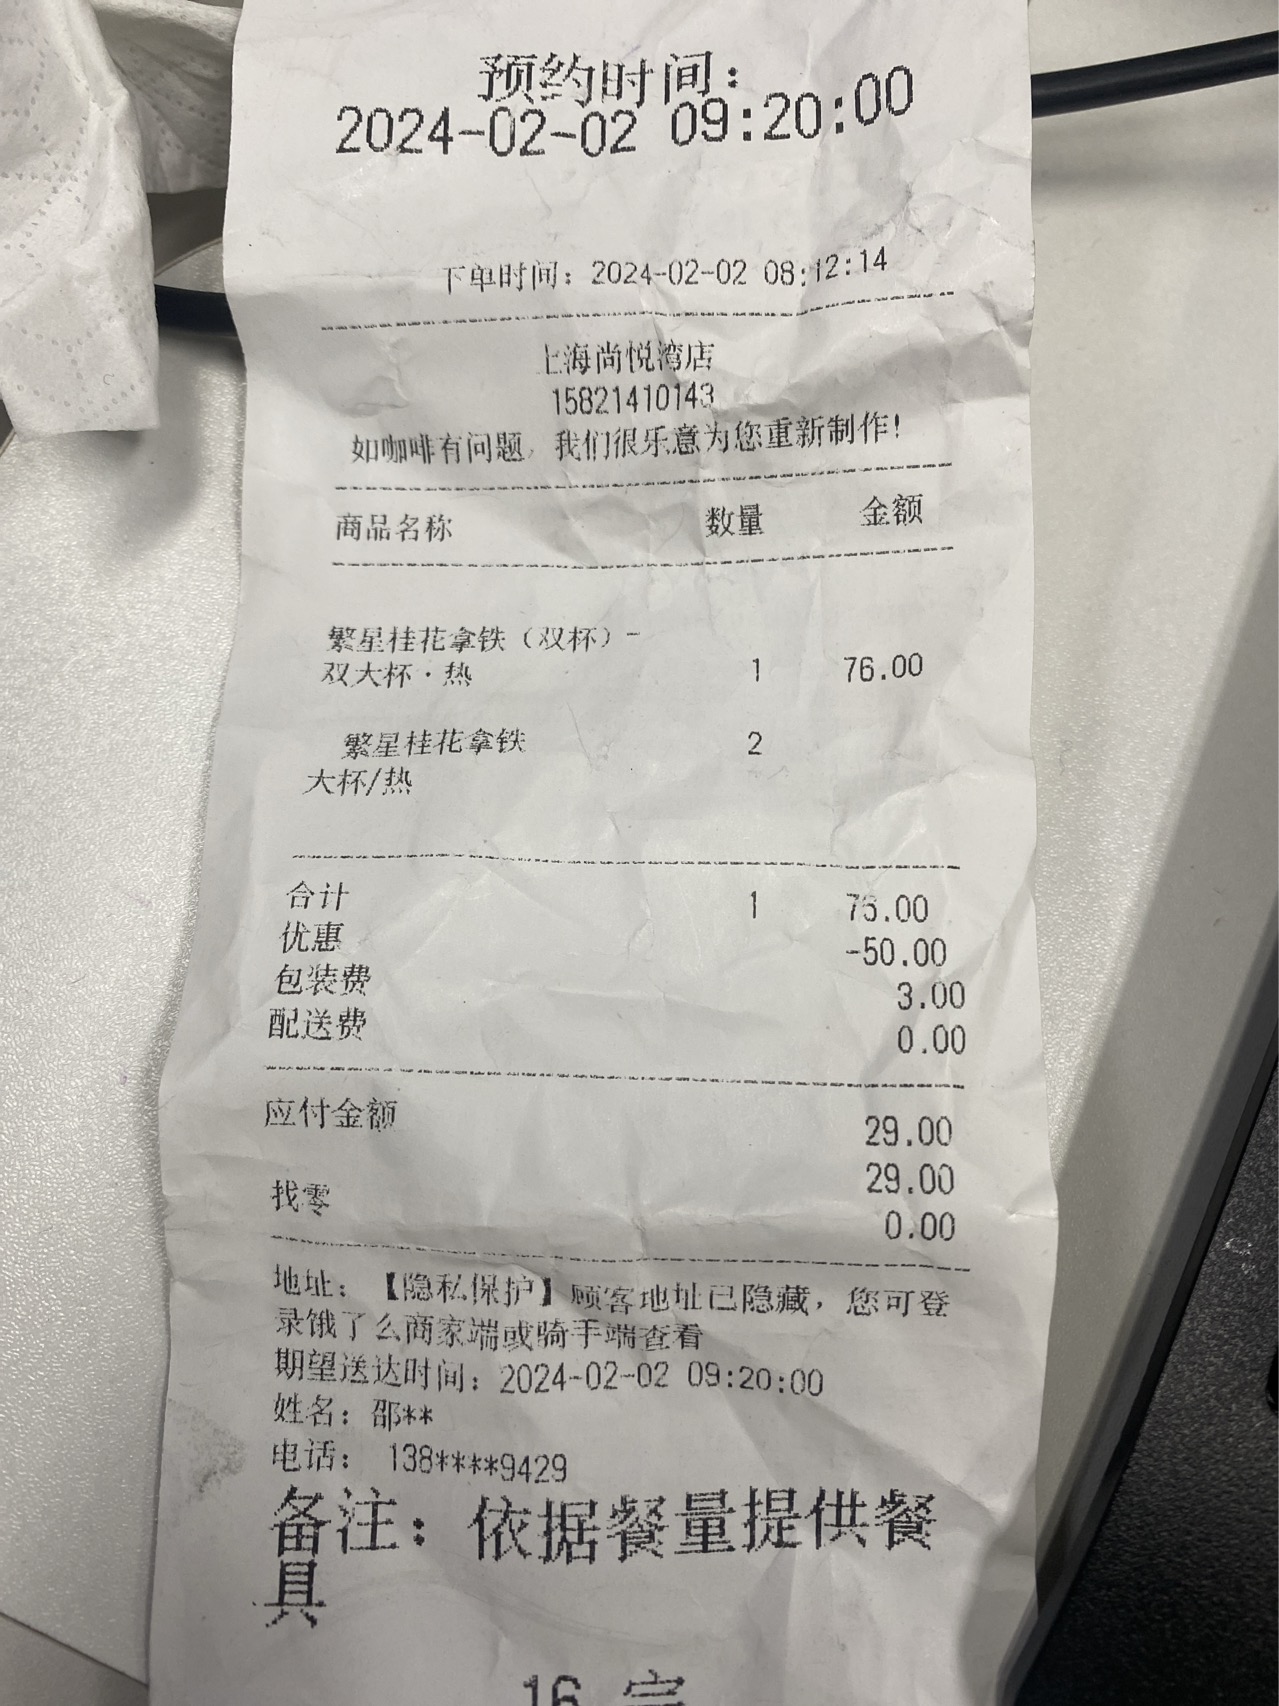 预约时间：
2024-02-02 09:20:00
下单时间：2024-02-02 08:12:14
上海尚悦湾店
15821410143
如咖啡有问题，我们很乐意为您重新制作！
商品名称 数量 金额
繁星桂花拿铁（双杯）-
双大杯·热 1 76.00
繁星桂花拿铁 2
大杯/热
合计 1 76.00
优惠 -50.00
包装费 3.00
配送费 0.00
应付金额 29.00
29.00
找零 0.00
地址：【隐私保护】顾客地址已隐藏，您可登
录饿了么商家端或骑手端查看
期望送达时间：2024-02-02 09:20:00
姓名：邵**
电话： 138****9429
备注：依据餐量提供餐
具
16 完